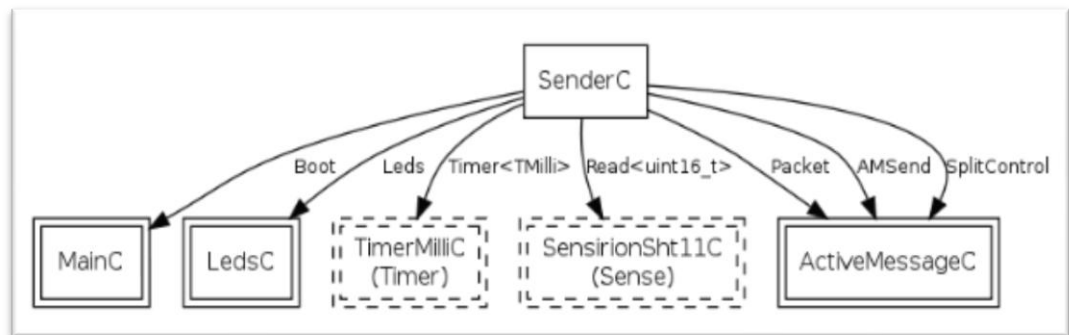 SenderC
Boot Leds Timer<TMilli> Read<uint16_t> Packet AMSend SplitControl
MainC
LedsC
TimerMilliC
(Timer)
SensirionSht11C
(Sense)
ActiveMessageC